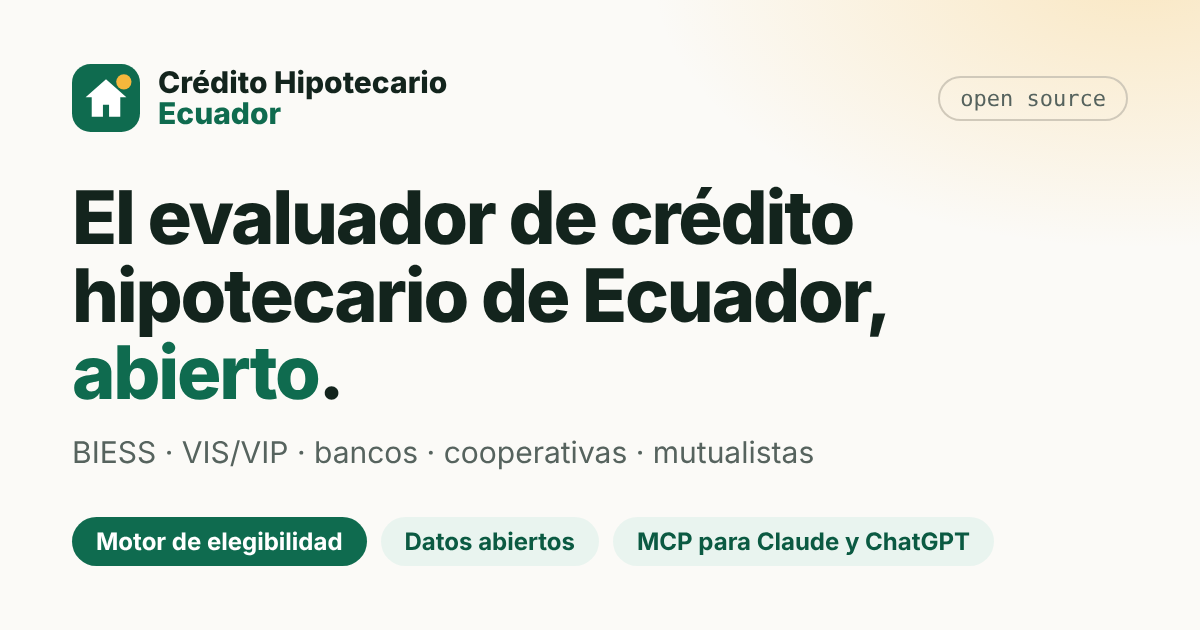 Crédito Hipotecario
Ecuador
open source
El evaluador de crédito
hipotecario de Ecuador,
abierto.
BIESS · VIS/VIP · bancos · cooperativas · mutualistas
Motor de elegibilidad
Datos abiertos
MCP para Claude y ChatGPT